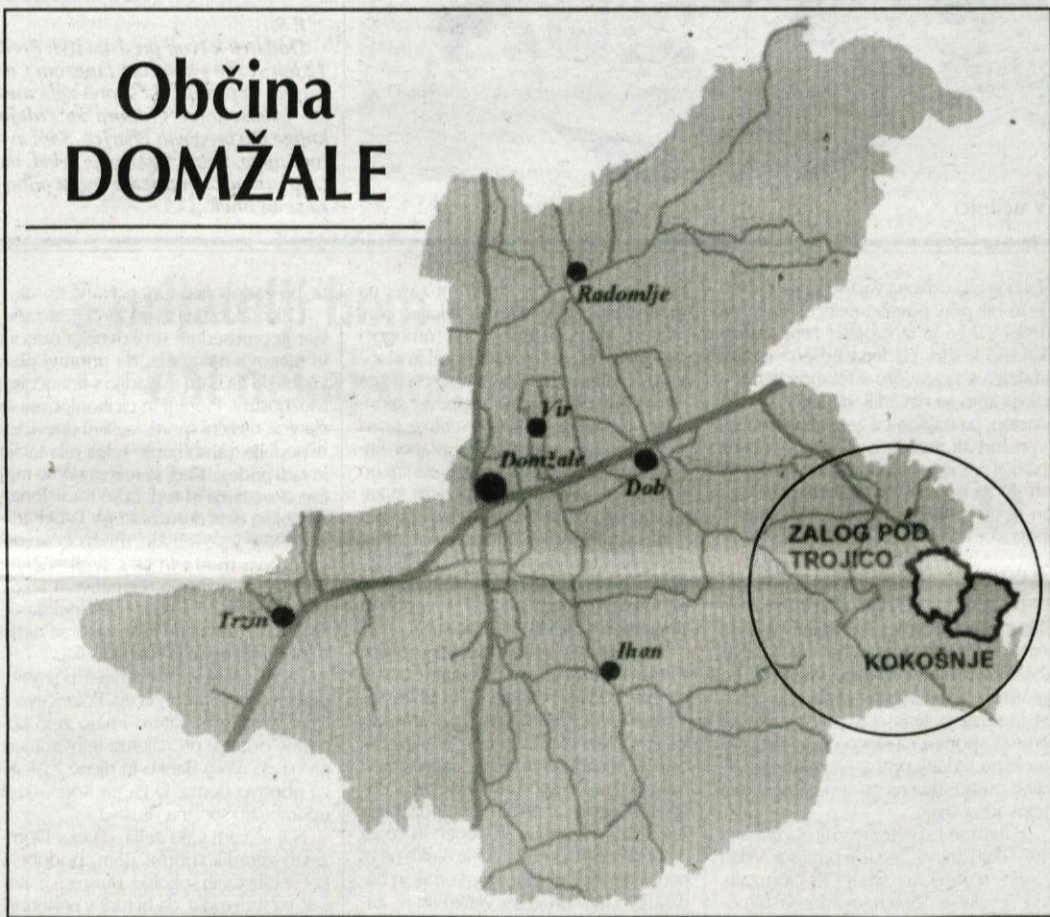 Občina
DOMŽALE
Radomlje
Vir
Domžale
Dob
ZALOG POD
TROJICO
Trzin
Ihan
KOKOŠNJE